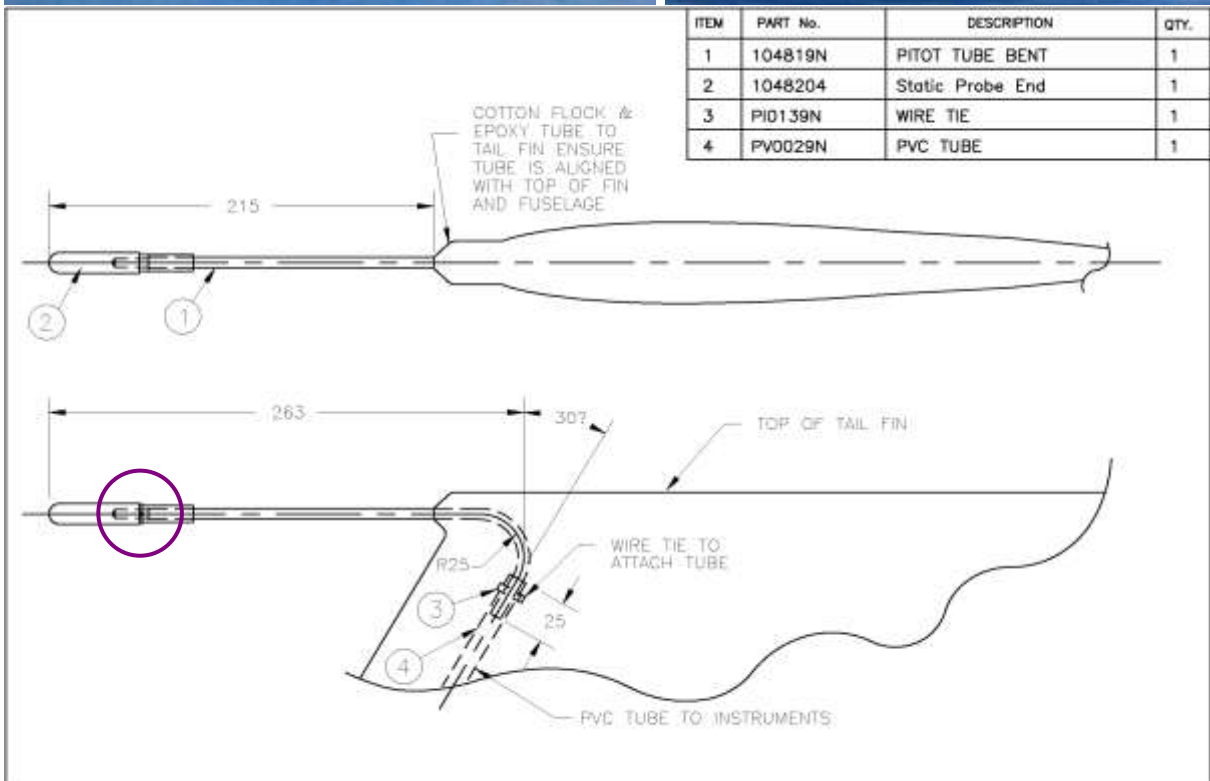 ITEM PART No. DESCRIPTION QTY.
1 104819N PITOT TUBE BENT 1
2 1048204 Static Probe End 1
3 PI0139N WIRE TIE 1
4 PV0029N PVC TUBE 1
COTTON FLOCK &
EPOXY TUBE TO
TAIL FIN ENSURE
TUBE IS ALIGNED
WITH TOP OF FIN
AND FUSELAGE
215
2
1
263
30?
TOP OF TAIL FIN
R25
WIRE TIE TO
ATTACH TUBE
3
25
4
PVC TUBE TO INSTRUMENTS